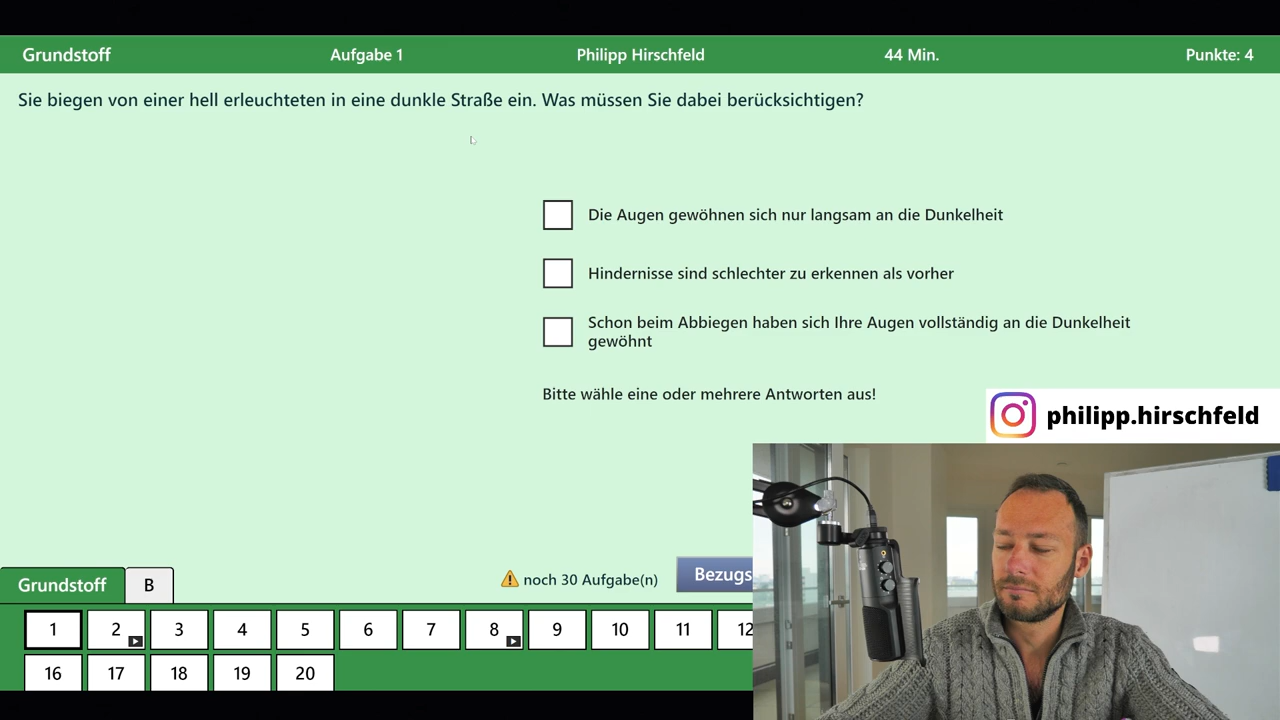 Grundstoff Aufgabe 1 Philipp Hirschfeld 44 Min. Punkte: 4
Sie biegen von einer hell erleuchteten in eine dunkle Straße ein. Was müssen Sie dabei berücksichtigen?
Die Augen gewöhnen sich nur langsam an die Dunkelheit
Hindernisse sind schlechter zu erkennen als vorher
Schon beim Abbiegen haben sich Ihre Augen vollständig an die Dunkelheit
gewöhnt
Bitte wähle eine oder mehrere Antworten aus!
philipp.hirschfeld
noch 30 Aufgabe(n) Bezugs
Grundstoff B
1 2 3 4 5 6 7 8 9 10 11 12
16 17 18 19 20